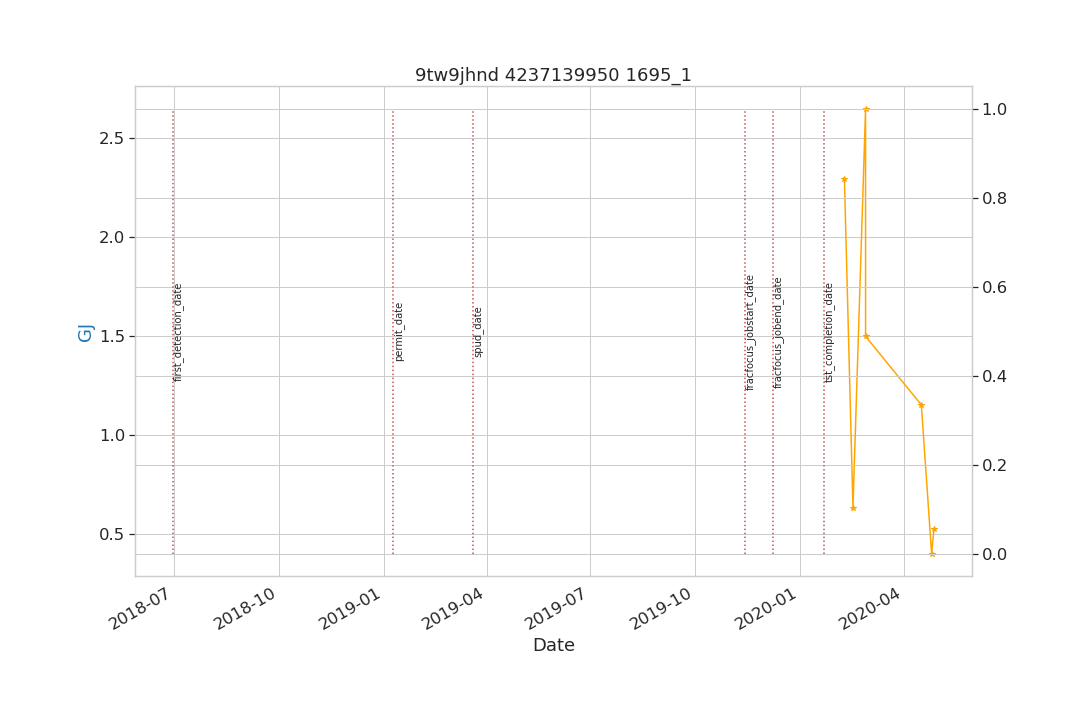 9tw9jhnd 4237139950 1695_1
GJ
2.5
2.0
1.5
1.0
0.5
1.0
0.8
0.6
0.4
0.2
0.0
first_detection_date
permit_date
spud_date
fracfocus_jobstart_date
fracfocus_jobend_date
tst_completion_date
2018-07
2018-10
2019-01
2019-04
2019-07
2019-10
2020-01
2020-04
Date